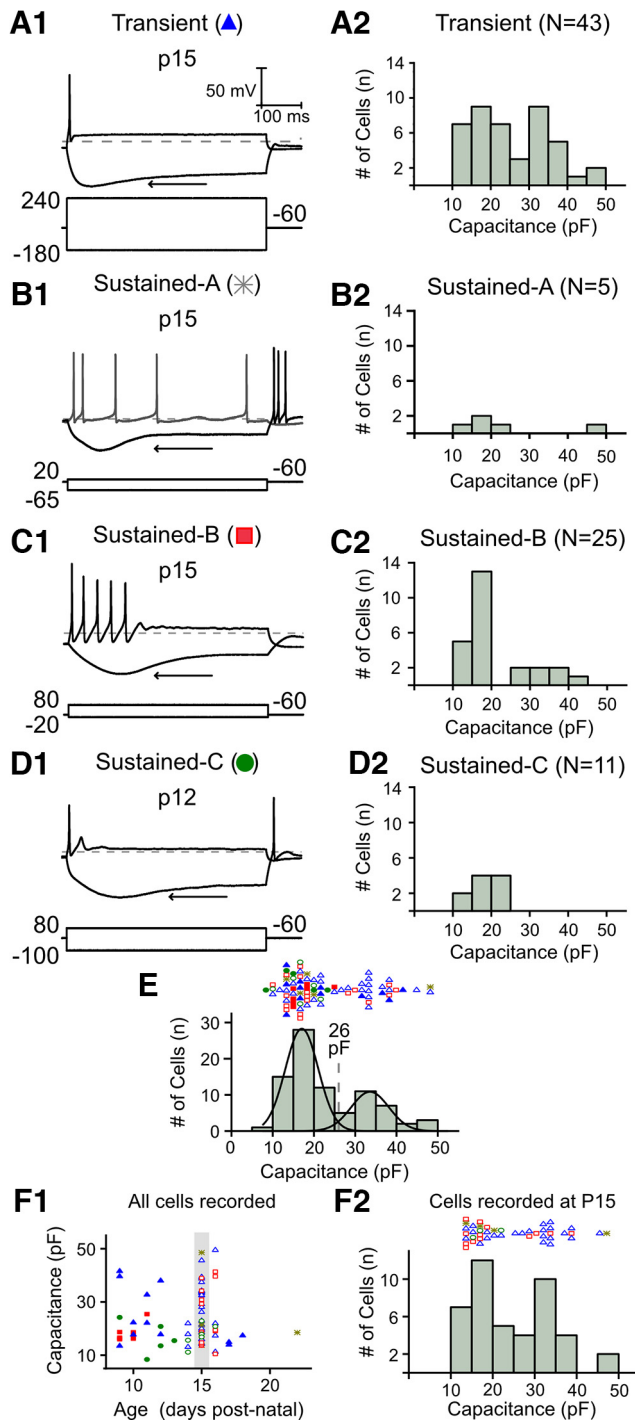 A1 Transient (▲)
p15
50 mV
100 ms
240
-180
-60
A2 Transient (N=43)
# of Cells (n)
14
10
6
2
10 20 30 40 50
Capacitance (pF)
B1 Sustained-A (✳)
p15
20
-65
-60
B2 Sustained-A (N=5)
# of Cells (n)
14
10
6
2
10 20 30 40 50
Capacitance (pF)
C1 Sustained-B (■)
p15
80
-20
-60
C2 Sustained-B (N=25)
# of Cells (n)
14
10
6
2
10 20 30 40 50
Capacitance (pF)
D1 Sustained-C (●)
p12
80
-100
-60
D2 Sustained-C (N=11)
# Cells (n)
14
10
6
2
10 20 30 40 50
Capacitance (pF)
E
26
pF
# of Cells (n)
30
20
10
0
0 10 20 30 40 50
Capacitance (pF)
F1 All cells recorded
Capacitance (pF)
50
30
10
10 15 20
Age (days post-natal)
F2 Cells recorded at P15
# of Cells (n)
10
6
2
10 20 30 40 50
Capacitance (pF)